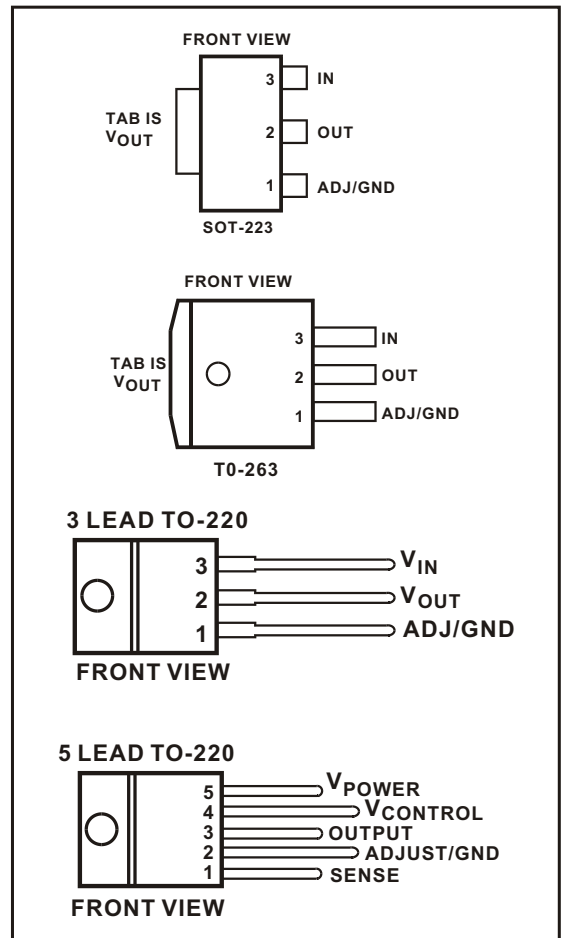 FRONT VIEW
3 IN
TAB IS
VOUT
2 OUT
1 ADJ/GND
SOT-223
FRONT VIEW
3 IN
TAB IS
VOUT
2 OUT
1 ADJ/GND
T0-263
3 LEAD TO-220
3 VIN
2 VOUT
1 ADJ/GND
FRONT VIEW
5 LEAD TO-220
5 VPOWER
4 VCONTROL
3 OUTPUT
2 ADJUST/GND
1 SENSE
FRONT VIEW